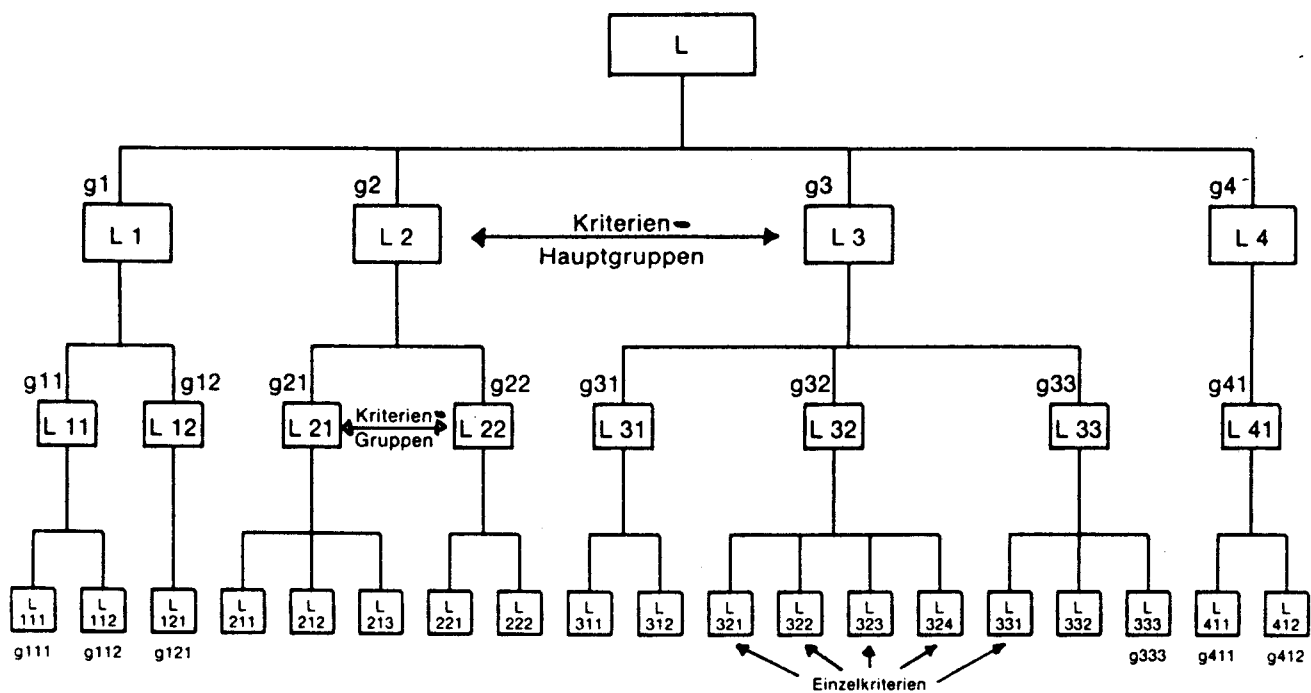 L
g1 g2 g3 g4
L 1 L 2 Kriterien- L 3 L 4
Hauptgruppen
g11 g12 g21 g22 g31 g32 g33 g41
L 11 L 12 L 21 Kriterien- L 22 L 31 L 32 L 33 L 41
Gruppen
L L L L L L L L L L L L L L L L L L L
111 112 121 211 212 213 221 222 311 312 321 322 323 324 331 332 333 411 412
g111 g112 g121 g333 g411 g412
Einzelkriterien